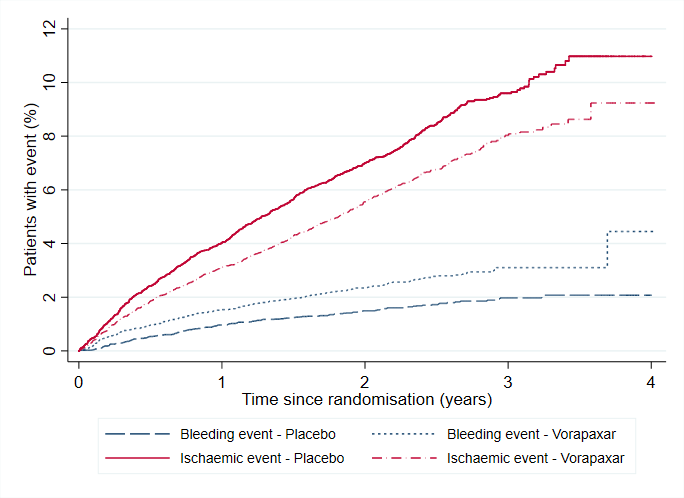 Patients with event (%)
12
10
8
6
4
2
0
0 1 2 3 4
Time since randomisation (years)
Bleeding event - Placebo Bleeding event - Vorapaxar
Ischaemic event - Placebo Ischaemic event - Vorapaxar